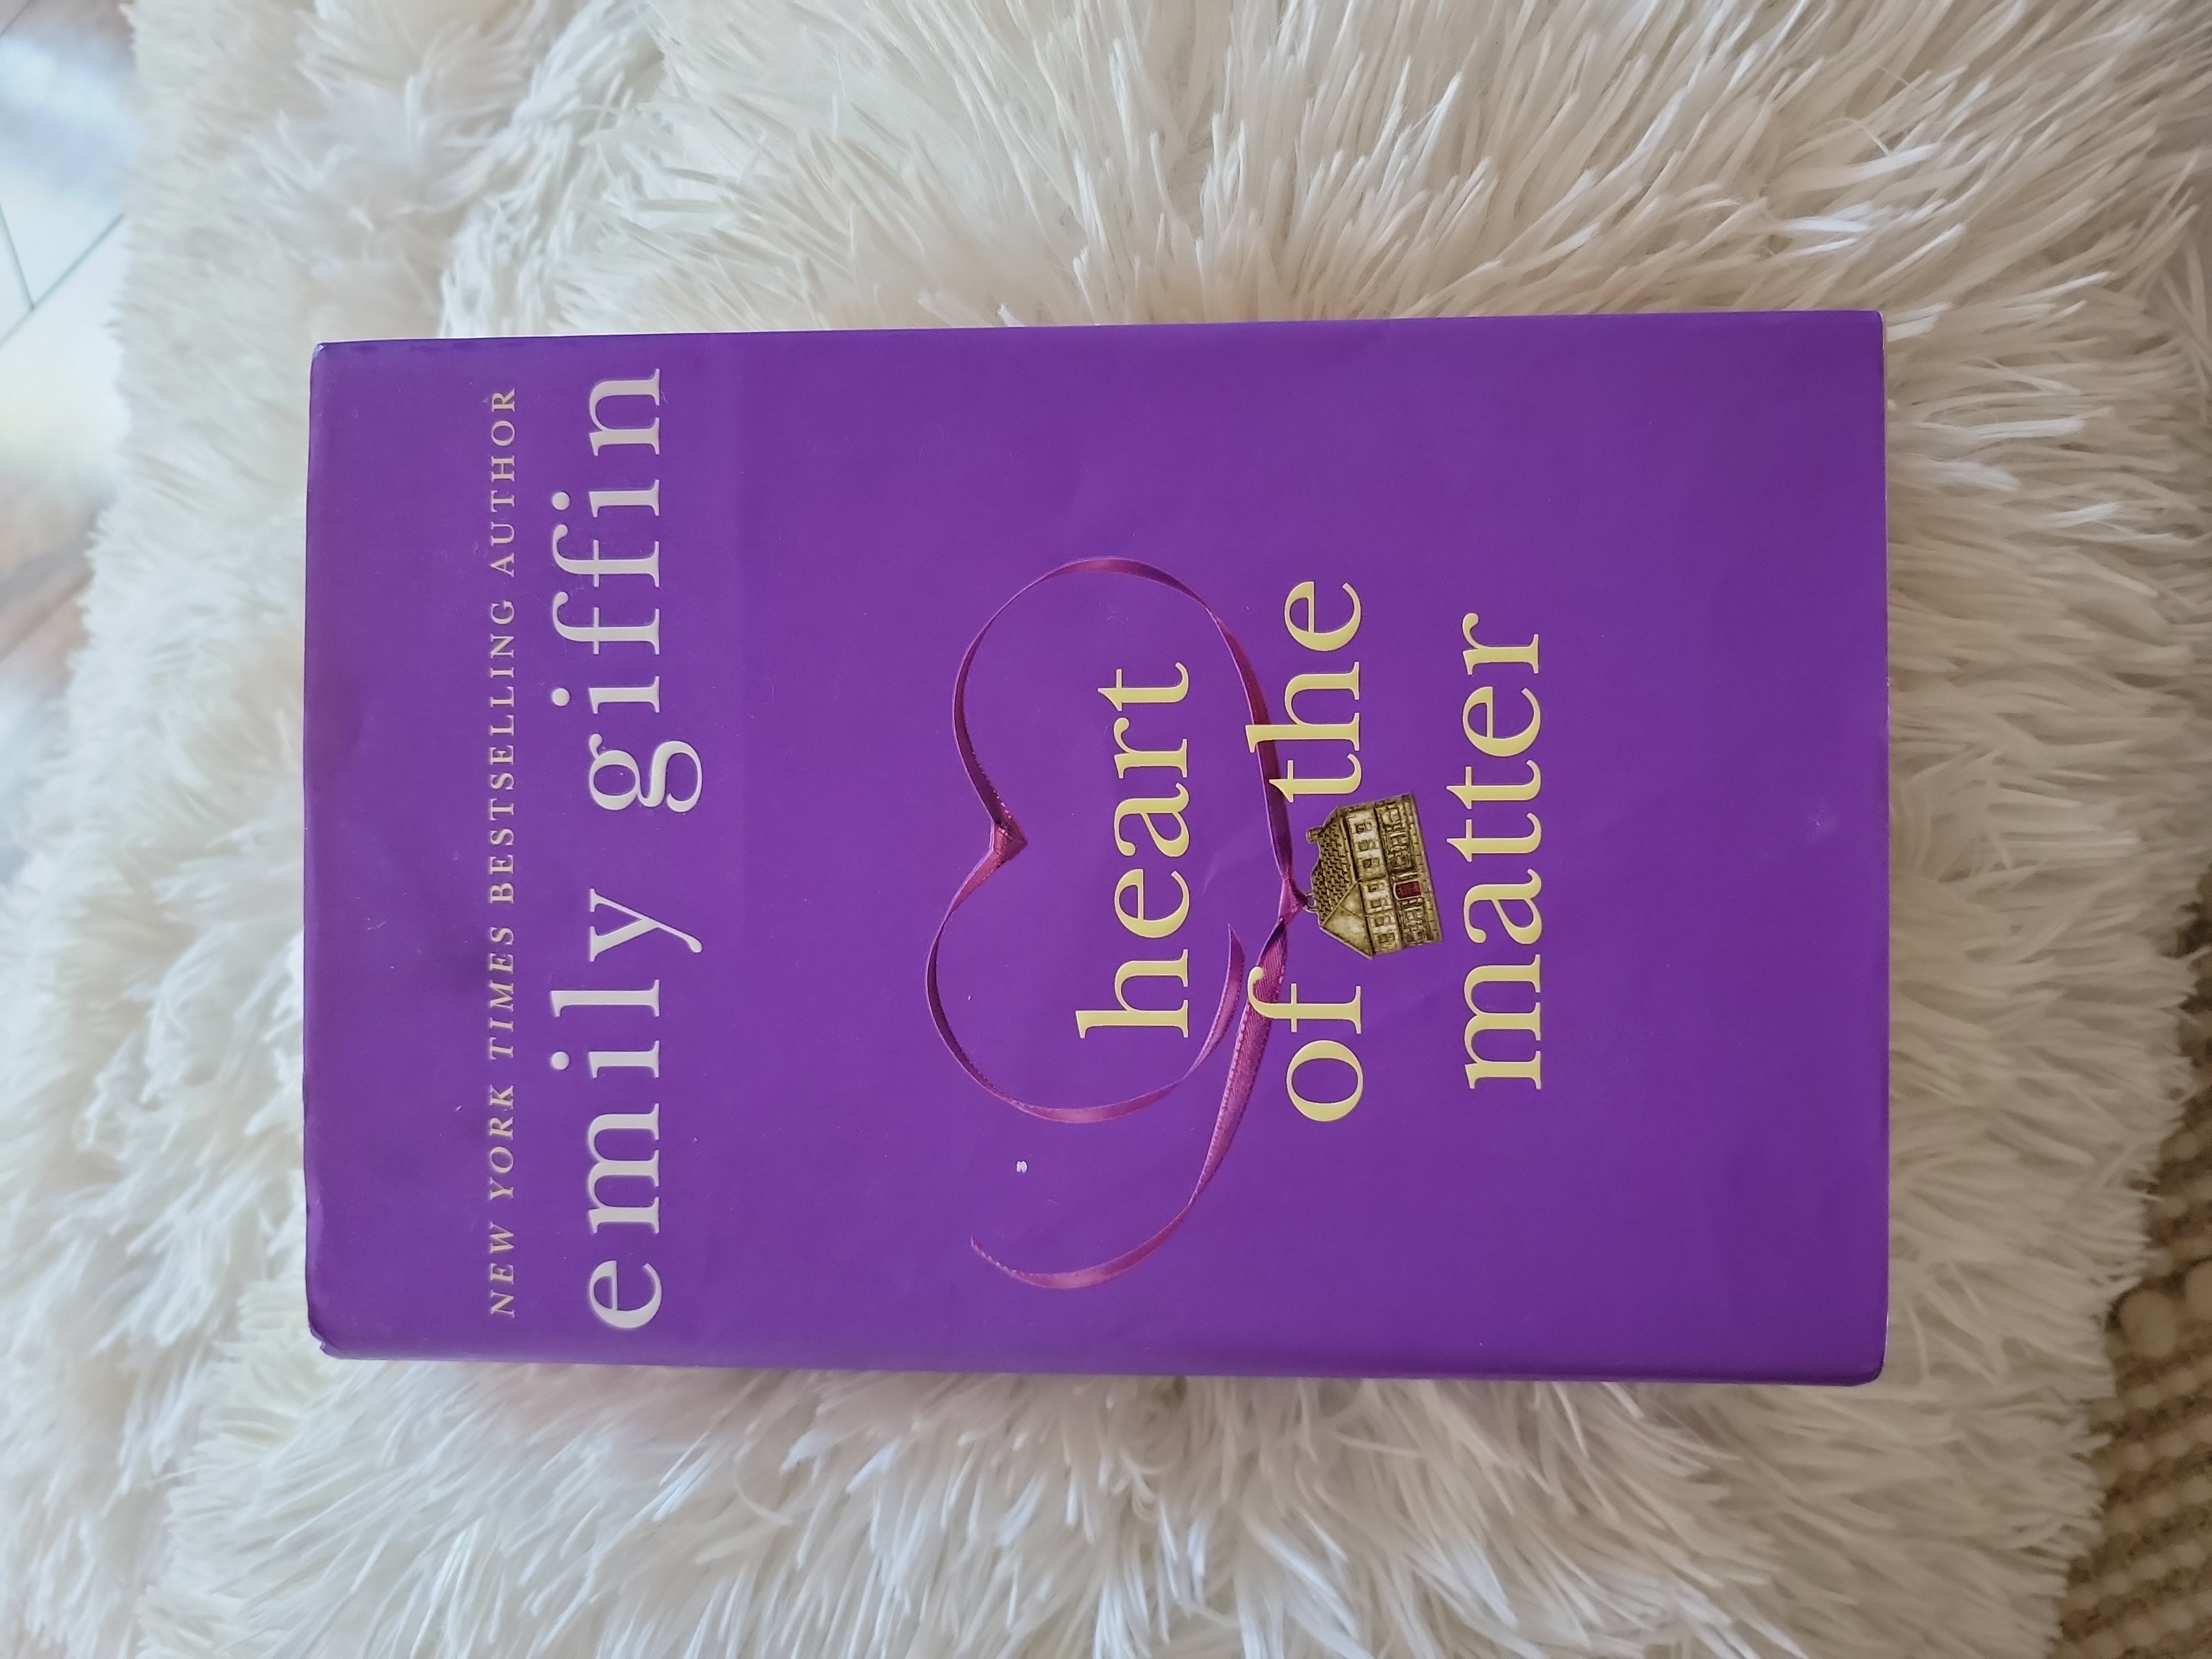 NEW YORK TIMES BESTSELLING AUTHOR
emily giffin
heart
of the
matter